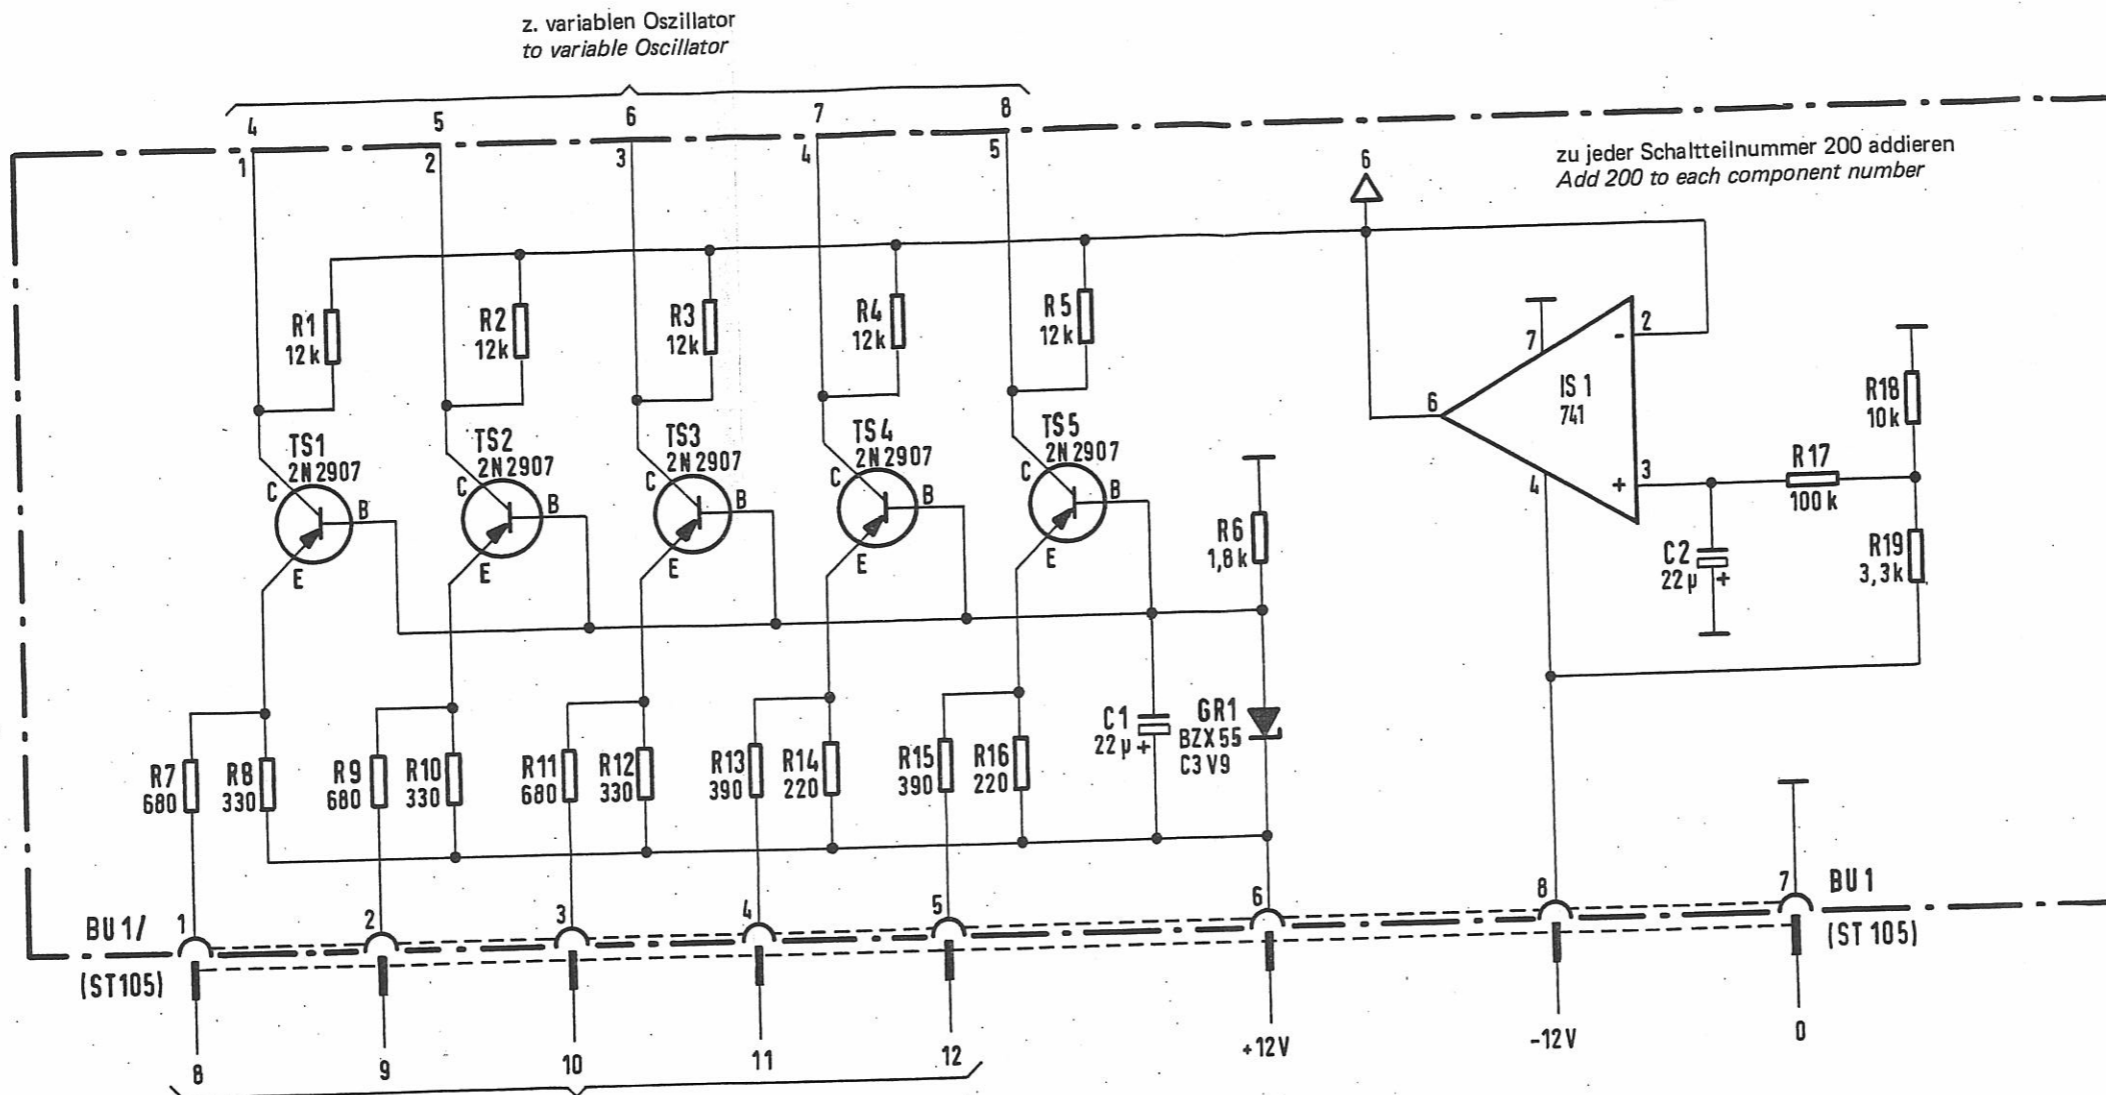 z. variablen Oszillator
to variable Oscillator
4 5 6 7 8
1 2 3 4 5
6
zu jeder Schaltteilnummer 200 addieren
Add 200 to each component number
R1
12k
R2
12k
R3
12k
R4
12k
R5
12k
7
2
-
IS 1
741
6
R18
10k
TS1
2N2907
C
B
E
TS2
2N2907
C
B
E
TS3
2N2907
C
B
E
TS4
2N2907
C
B
E
TS5
2N2907
C
B
E
R6
1,8k
4
+
3
R17
100k
C2
22µ
+
R19
3,3k
R7
680
R8
330
R9
680
R10
330
R11
680
R12
330
R13
390
R14
220
R15
390
R16
220
C1
22µ
+
GR1
BZX55
C3V9
BU1/
(ST105)
1 2 3 4 5 6 8 7
BU1
(ST 105)
8 9 10 11 12
+12V
-12V
0